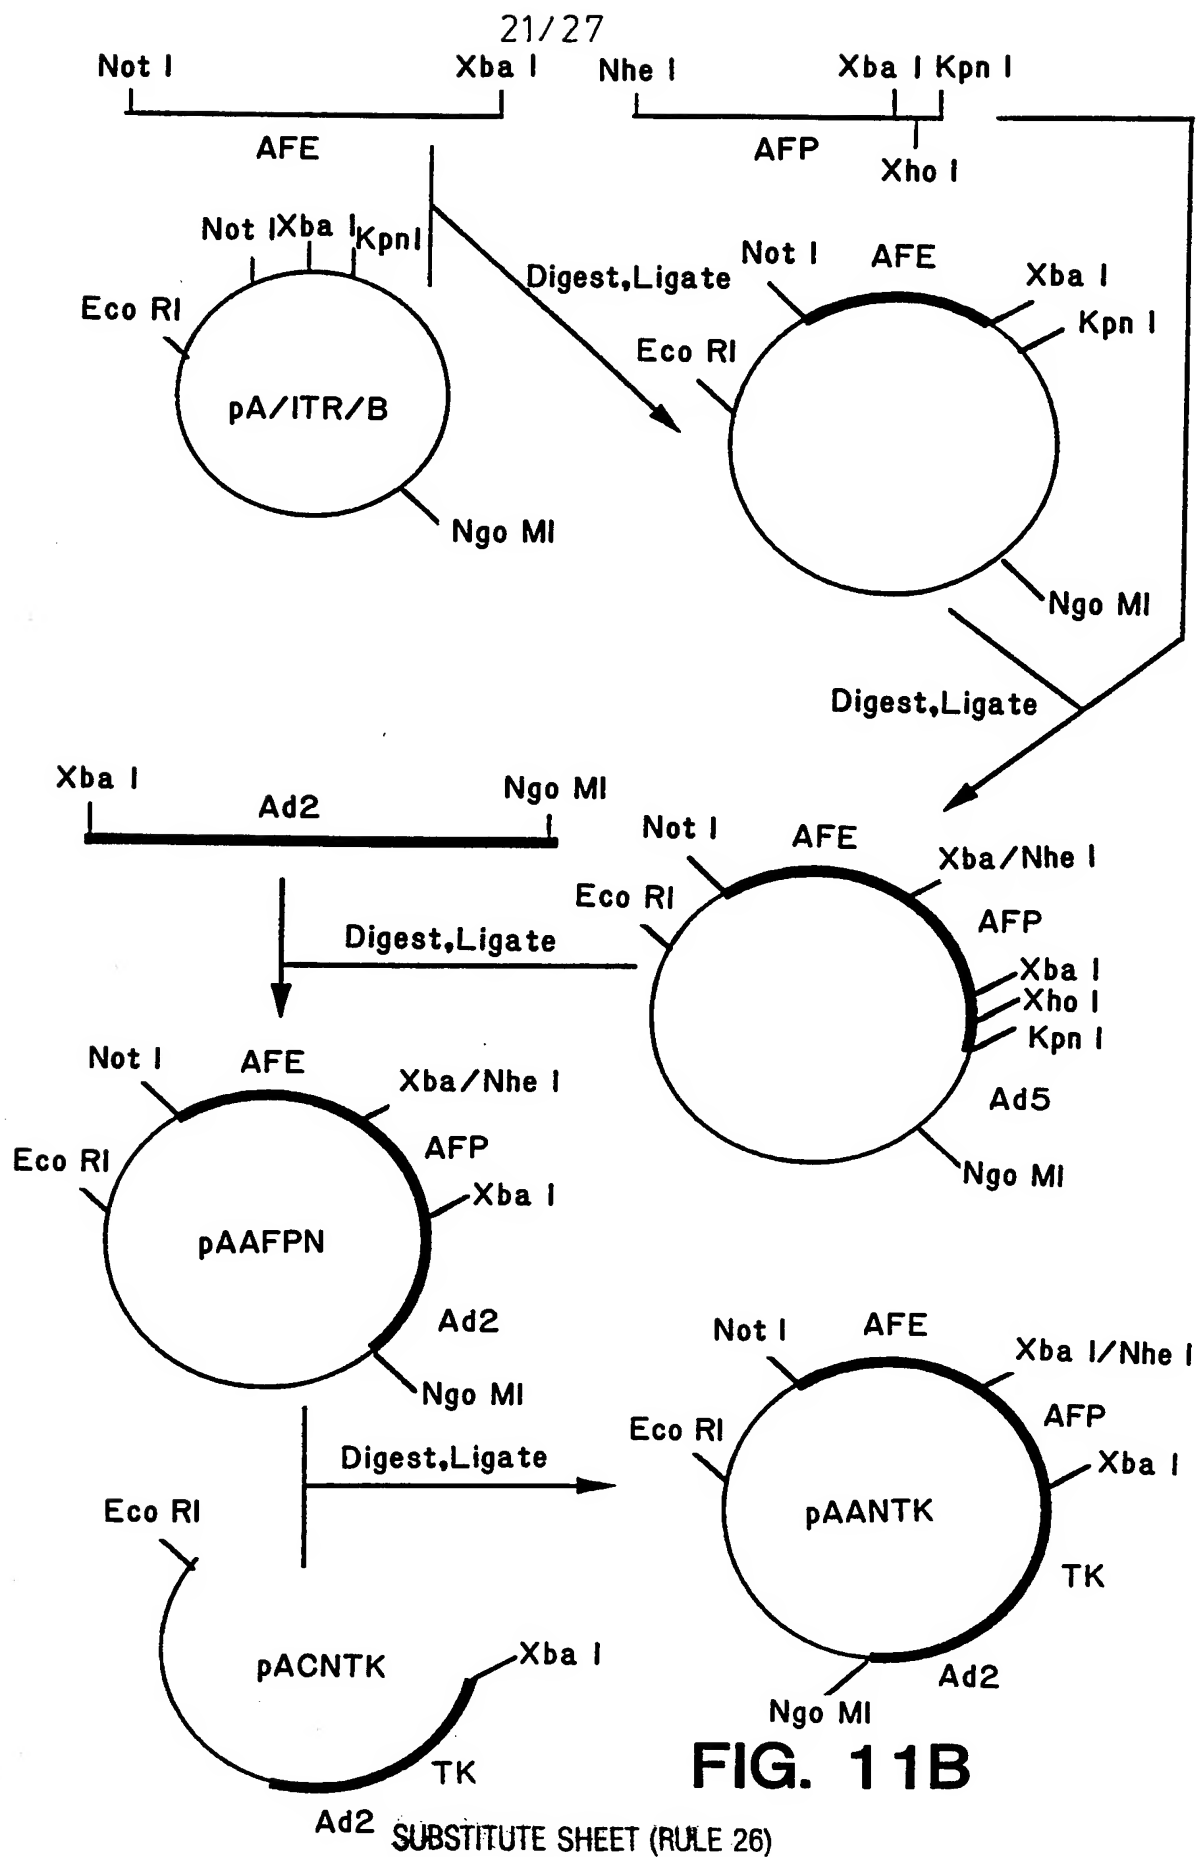 21/27
Not I
Xba I
Nhe I
Xba I
Kpn I
AFE
AFP
Xho I
Not I
Xba I
Kpn I
Eco RI
pA/ITR/B
Ngo MI
Digest,Ligate
Not I
AFE
Xba I
Kpn I
Eco RI
Ngo MI
Digest,Ligate
Xba I
Ad2
Ngo MI
Not I
AFE
Xba/Nhe I
Eco RI
AFP
Xba I
Xho I
Kpn I
Ad5
Ngo MI
Digest,Ligate
Not I
AFE
Xba/Nhe I
AFP
Eco RI
Xba I
pAAFPN
Ad2
Ngo MI
Digest,Ligate
Eco RI
pACNTK
Xba I
TK
Ad2
Not I
AFE
Xba I/Nhe I
AFP
Eco RI
Xba I
pAANTK
TK
Ad2
Ngo MI
FIG. 11B
SUBSTITUTE SHEET (RULE 26)